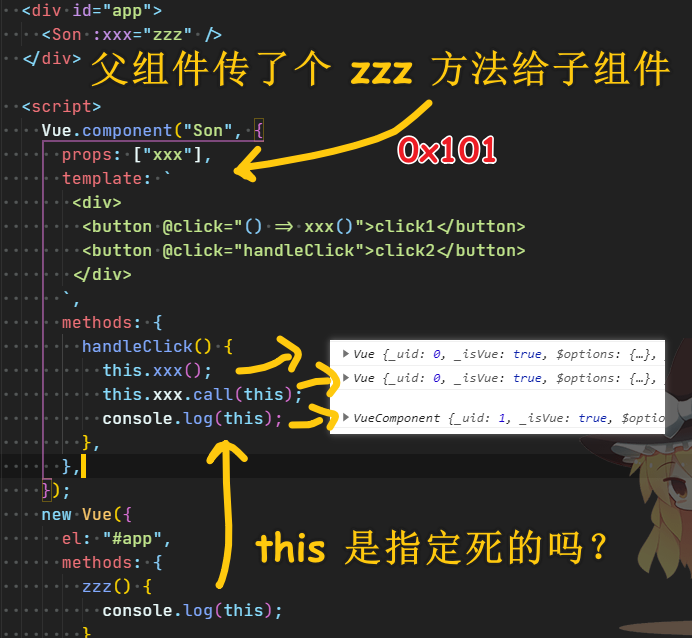 <div id="app">
<Son :xxx="zzz" />
</div>
父组件传了个 zzz 方法给子组件
<script>
Vue.component("Son", {
0x101
props: ["xxx"],
template: `
<div>
<button @click="() => xxx()">click1</button>
<button @click="handleClick">click2</button>
</div>
`,
methods: {
handleClick() {
this.xxx();
this.xxx.call(this);
console.log(this);
},
},
});
Vue {_uid: 0, _isVue: true, $options: {…},
Vue {_uid: 0, _isVue: true, $options: {…},
VueComponent {_uid: 1, _isVue: true, $optio
new Vue({
el: "#app",
this 是指定死的吗?
methods: {
zzz() {
console.log(this);
}